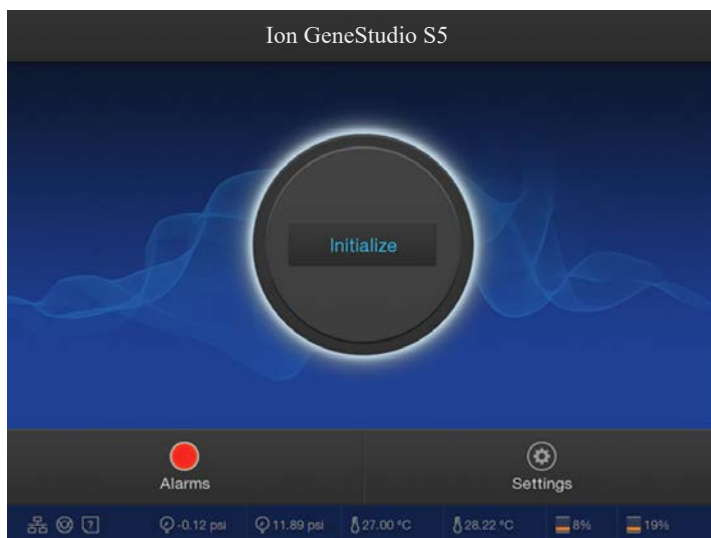 Ion GeneStudio S5
Initialize
Alarms
Settings
? -0.12 psi 11.89 psi 27.00 °C 28.22 °C 8% 19%